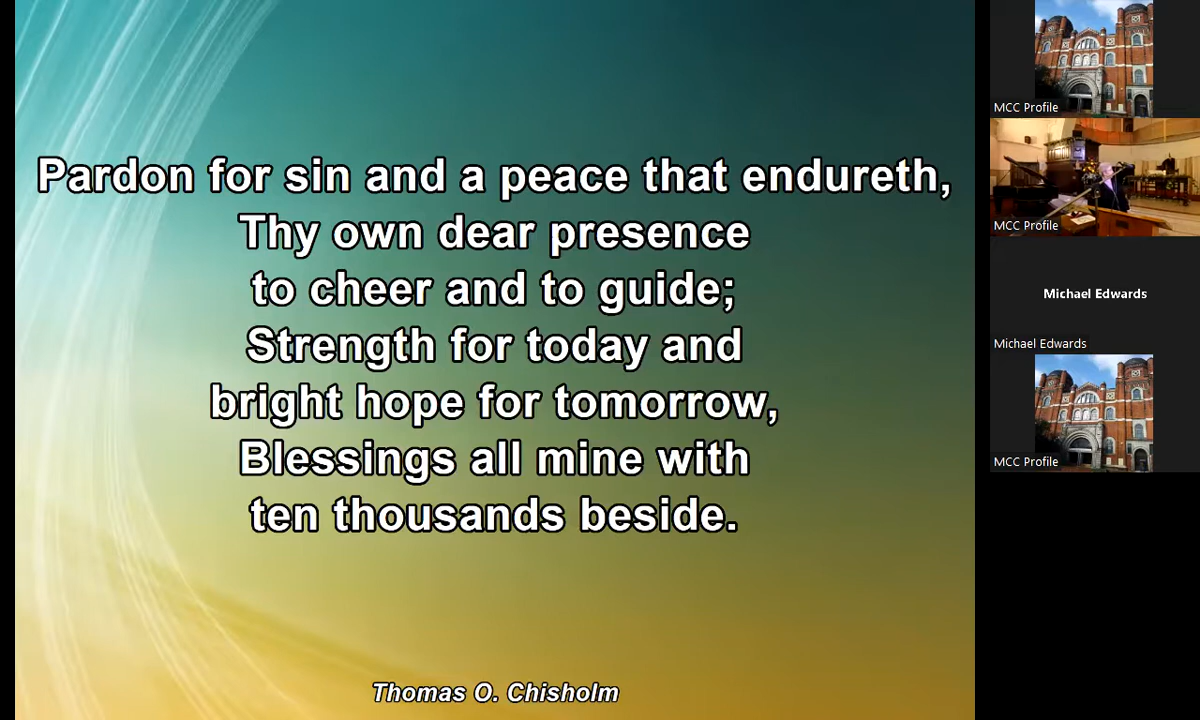 Pardon for sin and a peace that endureth,
Thy own dear presence
to cheer and to guide;
Strength for today and
bright hope for tomorrow,
Blessings all mine with
ten thousands beside.
Thomas O. Chisholm
MCC Profile
MCC Profile
Michael Edwards
Michael Edwards
MCC Profile